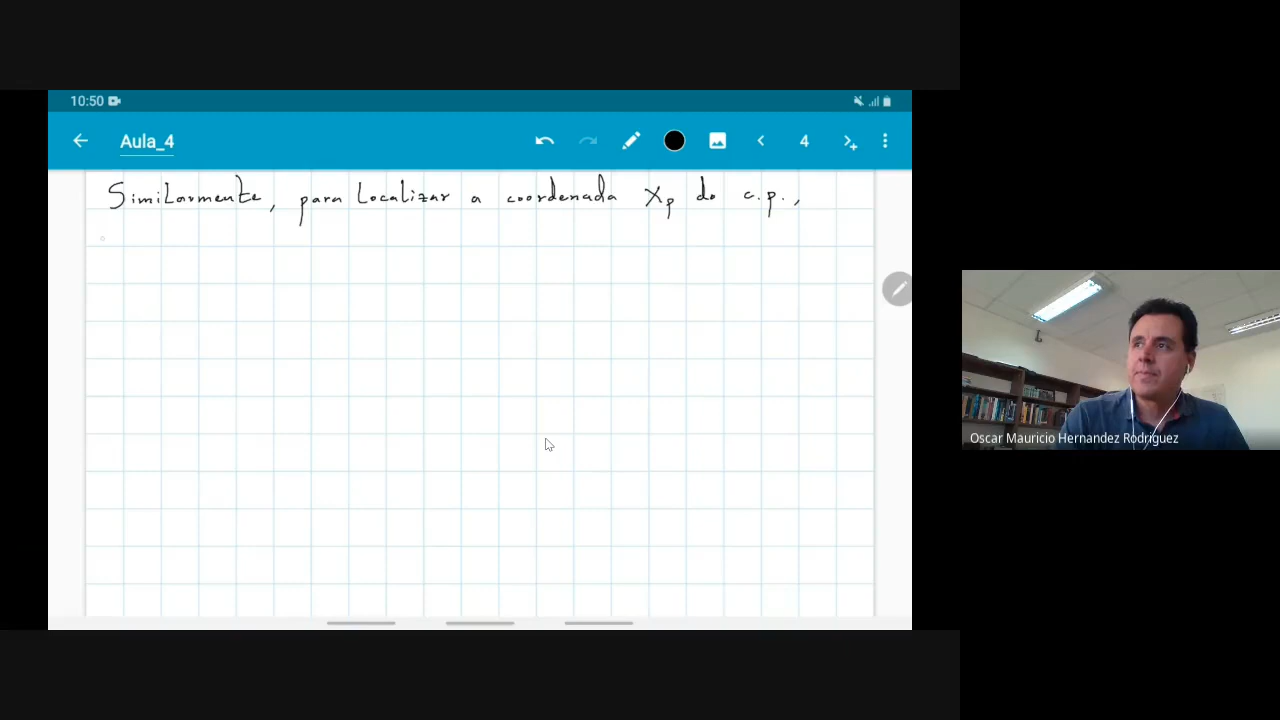 10:50
Aula_4
4
Similarmente, para Localizar a coordenada Xp do c.p.,
Oscar Mauricio Hernandez Rodriguez